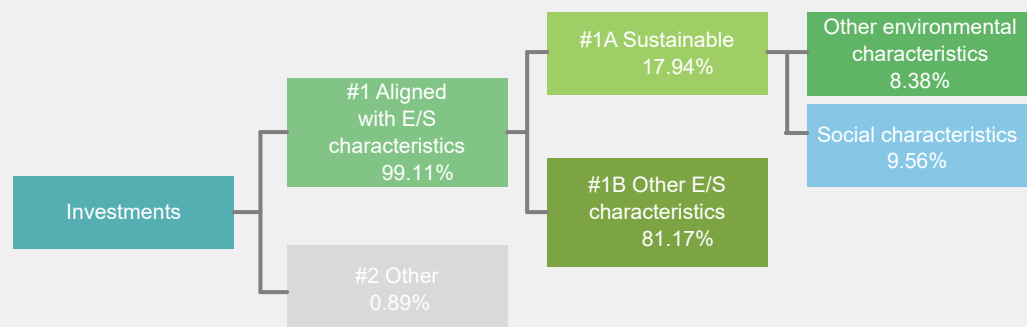 Investments
#1 Aligned
with E/S
characteristics
99.11%
#2 Other
0.89%
#1A Sustainable
17.94%
#1B Other E/S
characteristics
81.17%
Other environmental
characteristics
8.38%
Social characteristics
9.56%